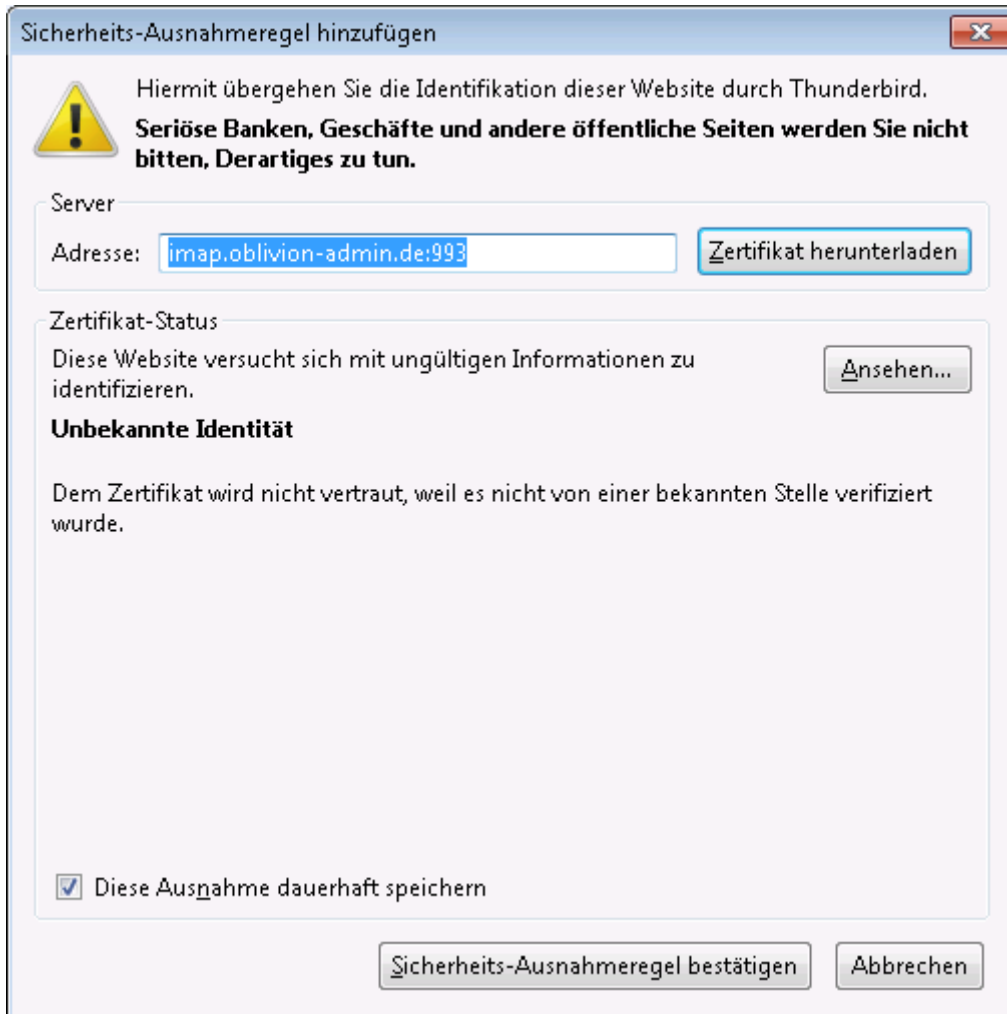 Sicherheits-Ausnahmeregel hinzufügen
Hiermit übergehen Sie die Identifikation dieser Website durch Thunderbird.
Seriöse Banken, Geschäfte und andere öffentliche Seiten werden Sie nicht
bitten, Derartiges zu tun.
Server
Adresse: imap.oblivion-admin.de:993 Zertifikat herunterladen
Zertifikat-Status
Diese Website versucht sich mit ungültigen Informationen zu
identifizieren.
Ansehen...
Unbekannte Identität
Dem Zertifikat wird nicht vertraut, weil es nicht von einer bekannten Stelle verifiziert
wurde.
Diese Ausnahme dauerhaft speichern
Sicherheits-Ausnahmeregel bestätigen Abbrechen